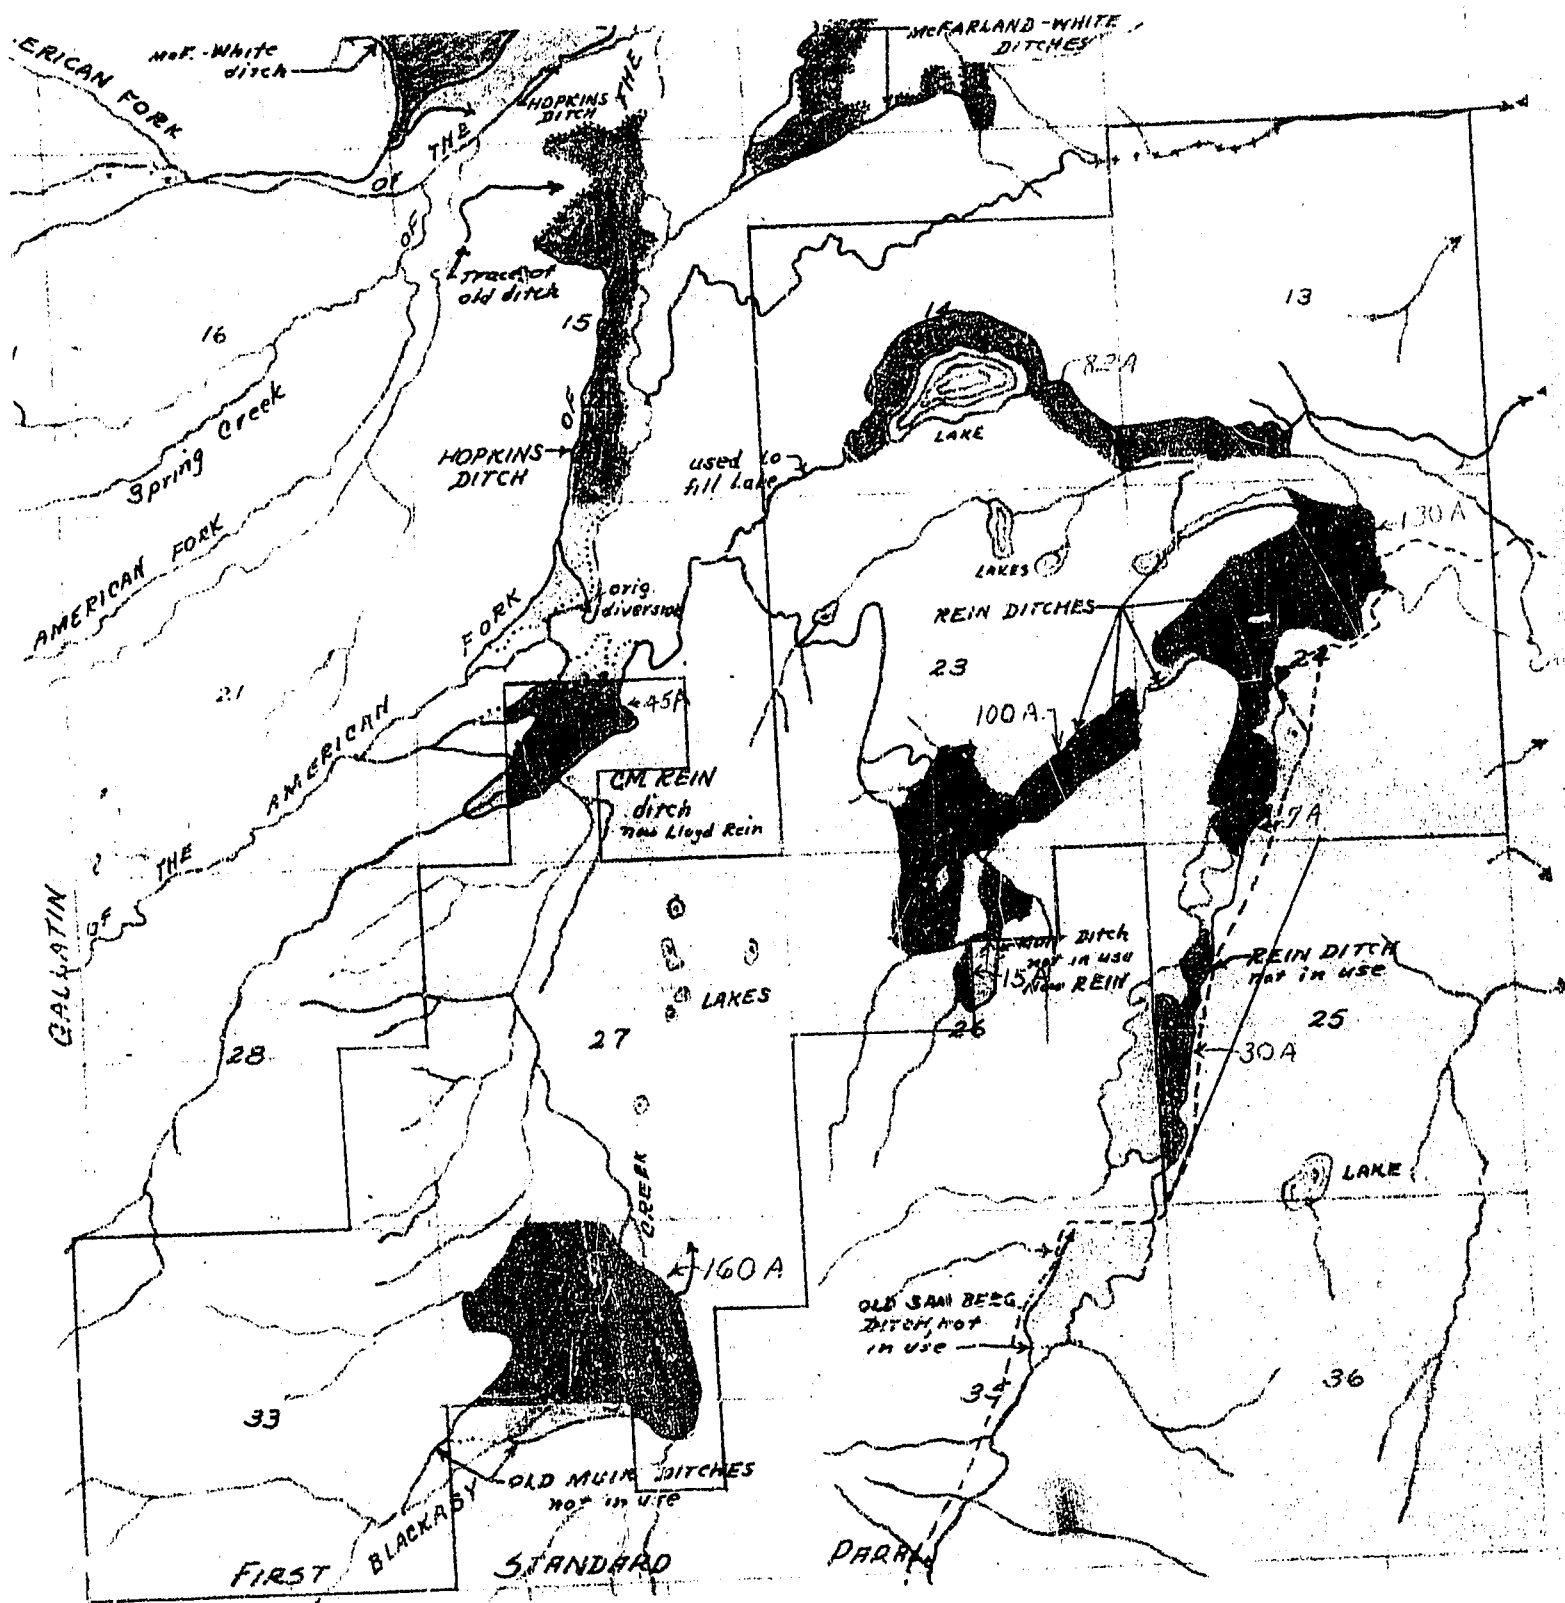 ERICAN FORK
McF.-White
ditch
McFARLAND-WHITE
DITCHES
HOPKINS
DITCH
THE
THE
OF
OF
Trace of
old ditch
16
15
14
13
Spring Creek
82A
LAKE
HOPKINS
DITCH
OF
used to
fill Lake
AMERICAN FORK
130 A
LAKES
orig.
diversion
REIN DITCHES
FORK
21
23
24
45A
100 A.
AMERICAN
CM REIN
ditch
now Lloyd Rein
THE
7A
OF
GALLATIN
Ditch
not in use
Now REIN
15A
REIN DITCH
not in use
LAKES
28
27
26
25
30A
CREEK
LAKE
160 A
OLD SAM BERG
DITCH, not
in use
33
36
OLD MUIR DITCHES
not in use
BLACKABY
FIRST STANDARD